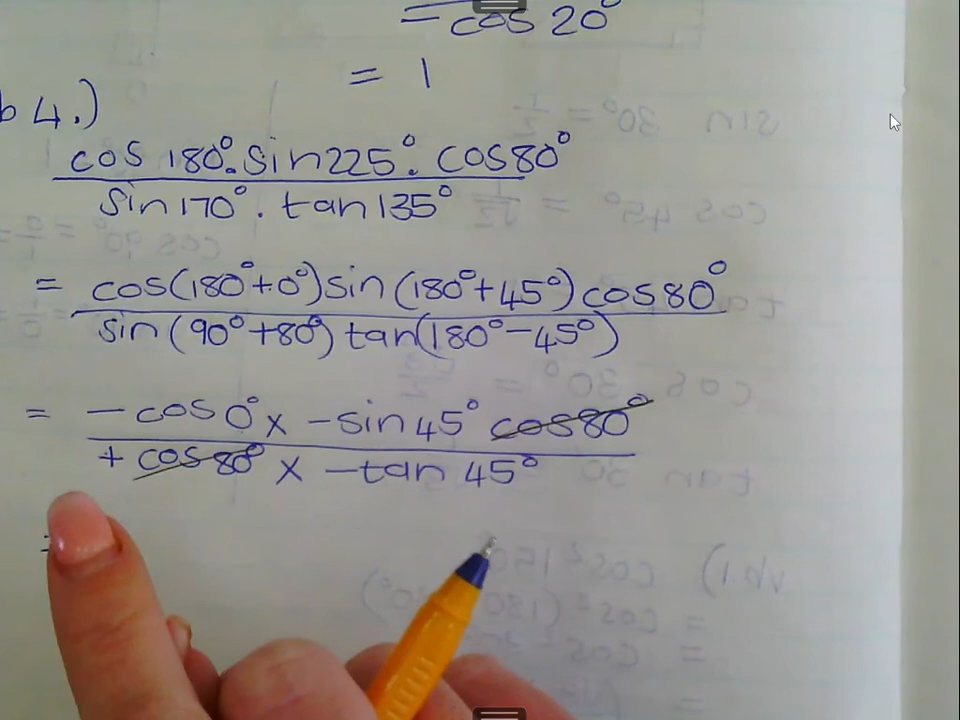 = cos 20°
= 1
b 4.)
cos 180°. sin 225°. cos 80°
sin 170°. tan 135°
= cos(180°+0°) sin (180°+45°) cos 80°
sin (90°+80°) tan(180°-45°)
= - cos 0° x - sin 45° cos 80°
+ cos 80° x - tan 45°
=